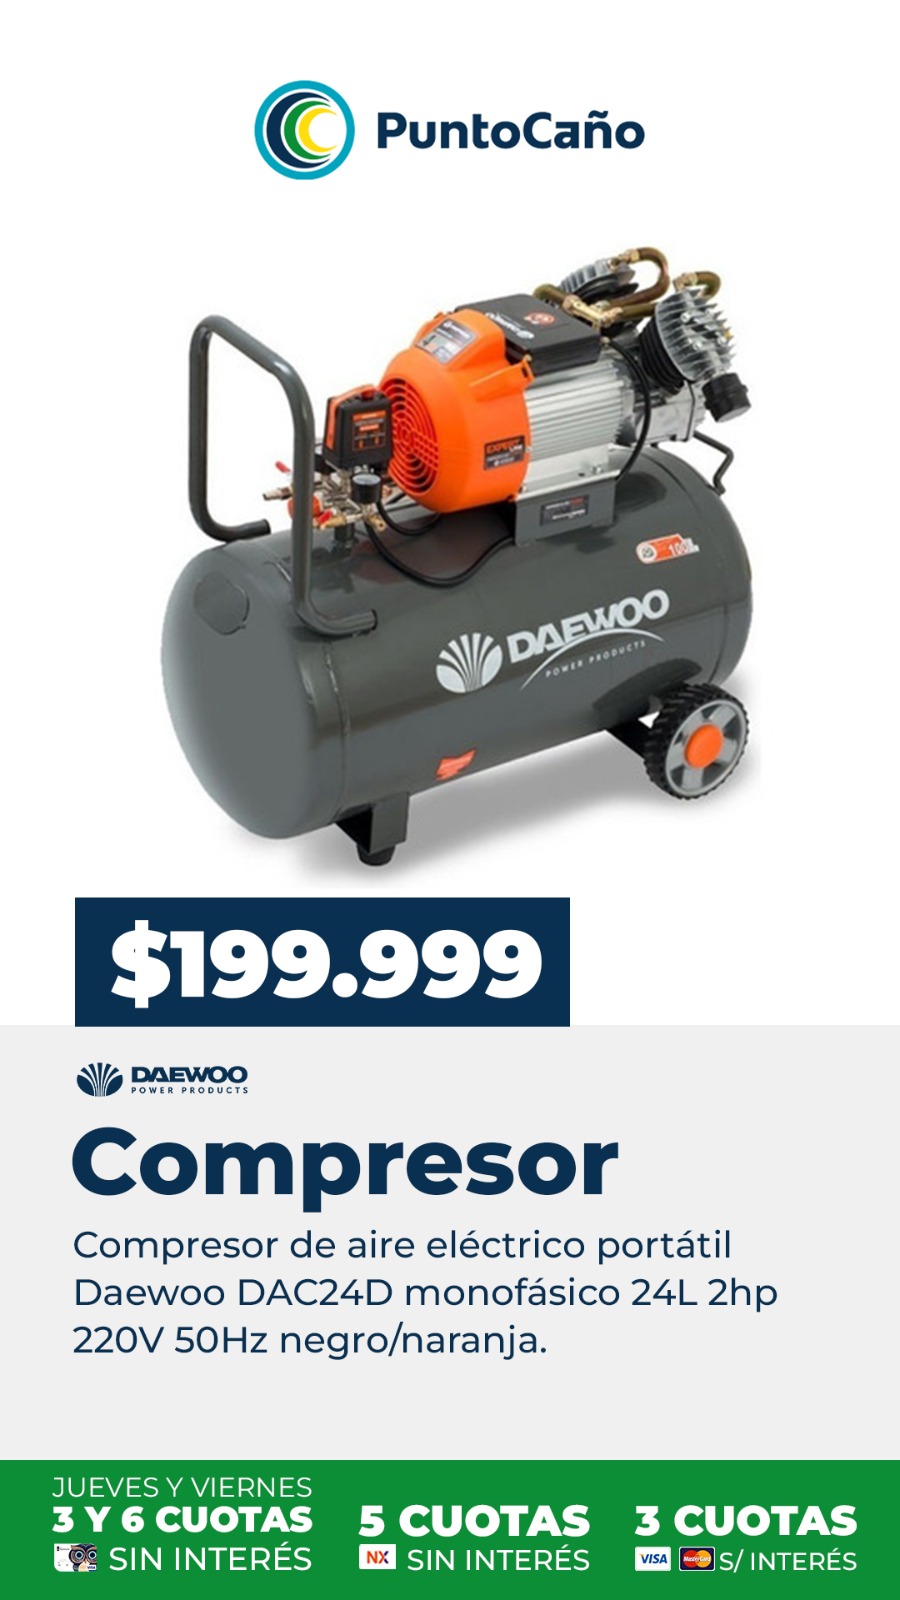 PuntoCaño
DAEWOO
POWER PRODUCTS
$199.999
DAEWOO
POWER PRODUCTS
Compresor
Compresor de aire eléctrico portátil
Daewoo DAC24D monofásico 24L 2hp
220V 50Hz negro/naranja.
JUEVES Y VIERNES
3 Y 6 CUOTAS
SIN INTERÉS
5 CUOTAS
NX SIN INTERÉS
3 CUOTAS
VISA MasterCard S/ INTERÉS